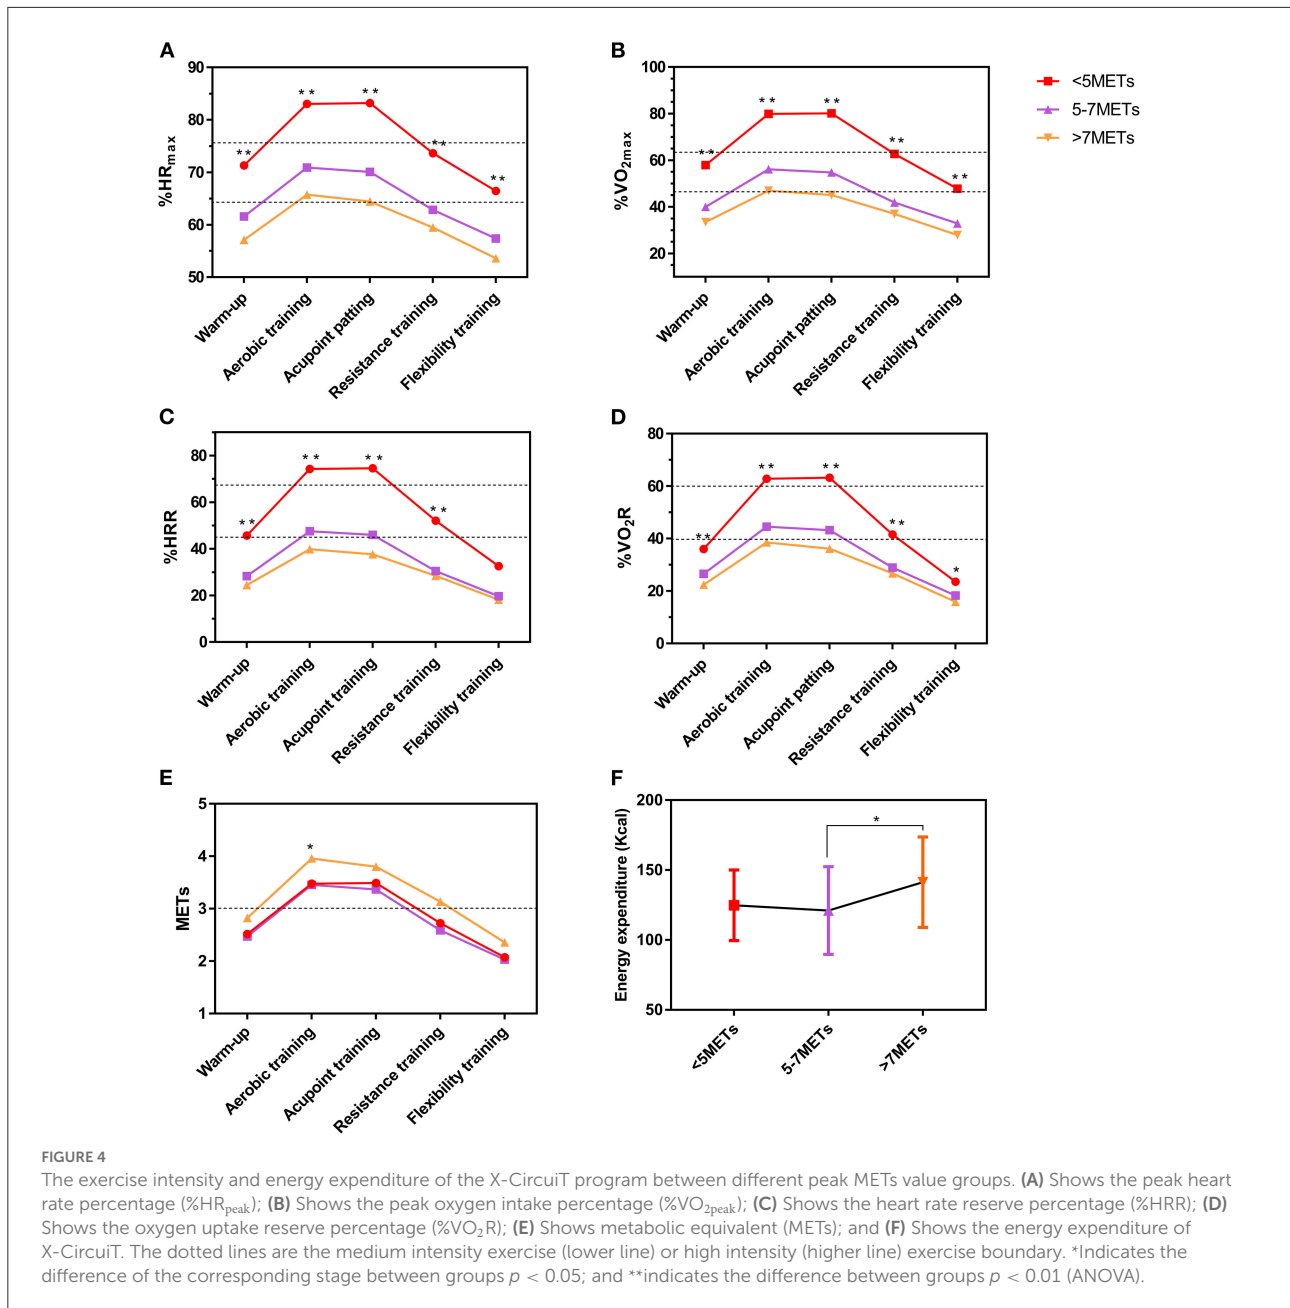 A
B
90
80
70
60
50
%HRmax
**
**
**
**
**
Warm-up
Aerobic training
Acupoint patting
Resistance training
Flexibility training
100
80
60
40
20
%VO2max
**
**
**
**
**
Warm-up
Aerobic training
Acupoint patting
Resistance training
Flexibility training
<5METs
5-7METs
>7METs
C
D
80
60
40
20
0
%HRR
**
**
**
**
Warm-up
Aerobic training
Acupoint training
Resistance training
Flexibility training
80
60
40
20
0
%VO2R
**
**
**
**
*
Warm-up
Aerobic training
Acupoint patting
Resistance training
Flexibility training
E
F
5
4
3
2
1
METs
*
Warm-up
Aerobic training
Acupoint training
Resistance training
Flexibility training
200
150
100
50
Energy expenditure (Kcal)
*
<5METs
5-7METs
>7METs
FIGURE 4
The exercise intensity and energy expenditure of the X-CircuiT program between different peak METs value groups. (A) Shows the peak heart
rate percentage (%HRpeak); (B) Shows the peak oxygen intake percentage (%VO2peak); (C) Shows the heart rate reserve percentage (%HRR); (D)
Shows the oxygen uptake reserve percentage (%VO2R); (E) Shows metabolic equivalent (METs); and (F) Shows the energy expenditure of
X-CircuiT. The dotted lines are the medium intensity exercise (lower line) or high intensity (higher line) exercise boundary. *Indicates the
difference of the corresponding stage between groups p < 0.05; and **indicates the difference between groups p < 0.01 (ANOVA).